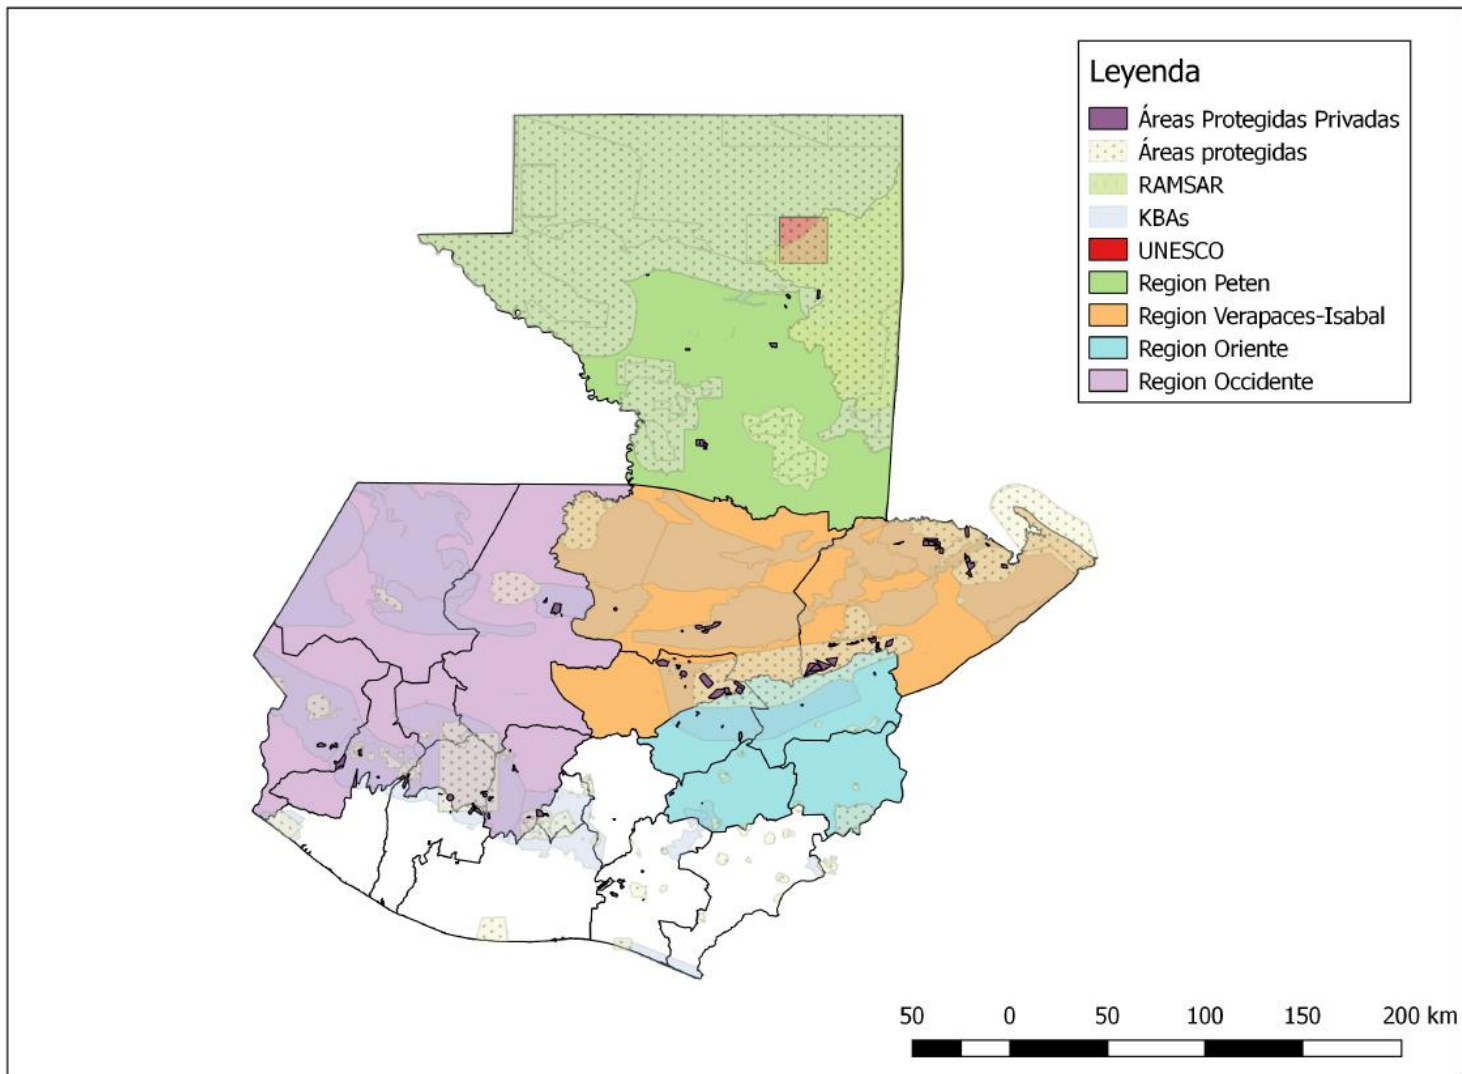 Leyenda
Áreas Protegidas Privadas
Áreas protegidas
RAMSAR
KBAs
UNESCO
Region Peten
Region Verapaces-Isabal
Region Oriente
Region Occidente
50 0 50 100 150 200 km